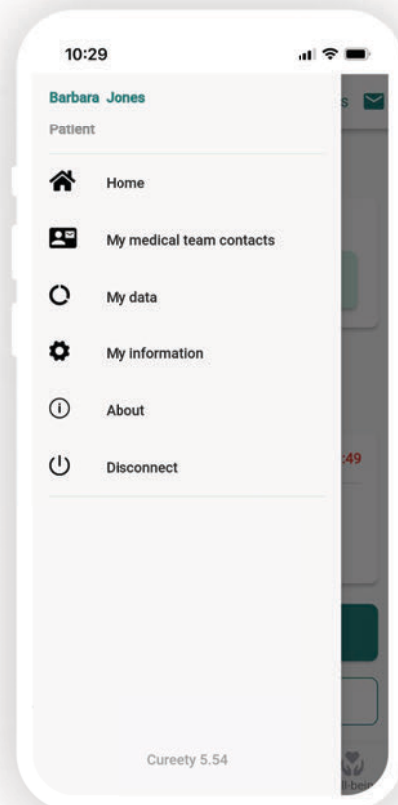 10:29
Barbara Jones
Patient
Home
My medical team contacts
My data
My information
About
Disconnect
:49
Cureety 5.54